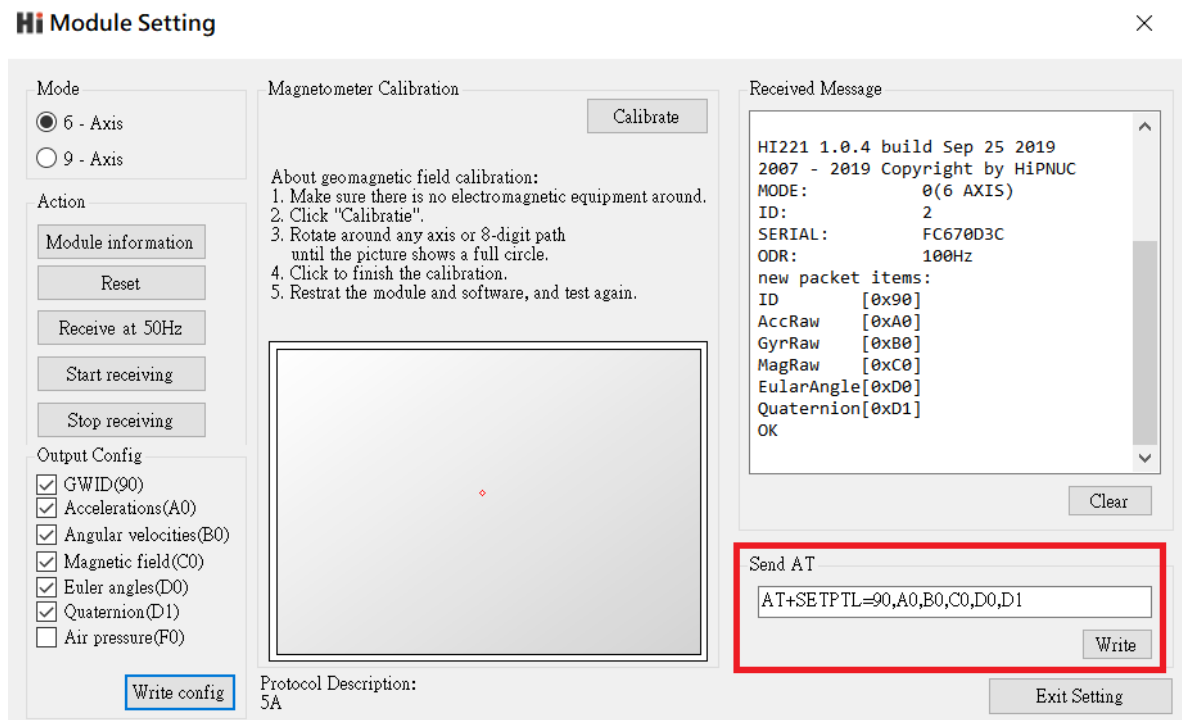 Hi Module Setting
Mode
6 - Axis
9 - Axis
Action
Module information
Reset
Receive at 50Hz
Start receiving
Stop receiving
Output Config
GWID(90)
Accelerations(A0)
Angular velocities(B0)
Magnetic field(C0)
Euler angles(D0)
Quaternion(D1)
Air pressure(F0)
Write config
Magnetometer Calibration
Calibrate
About geomagnetic field calibration:
1. Make sure there is no electromagnetic equipment around.
2. Click "Calibratie".
3. Rotate around any axis or 8-digit path
until the picture shows a full circle.
4. Click to finish the calibration.
5. Restrat the module and software, and test again.
Protocol Description:
5A
Received Message
HI221 1.0.4 build Sep 25 2019
2007 - 2019 Copyright by HiPNUC
MODE: 0(6 AXIS)
ID: 2
SERIAL: FC670D3C
ODR: 100Hz
new packet items:
ID [0x90]
AccRaw [0xA0]
GyrRaw [0xB0]
MagRaw [0xC0]
EularAngle[0xD0]
Quaternion[0xD1]
OK
Clear
Send AT
AT+SETPTL=90,A0,B0,C0,D0,D1
Write
Exit Setting